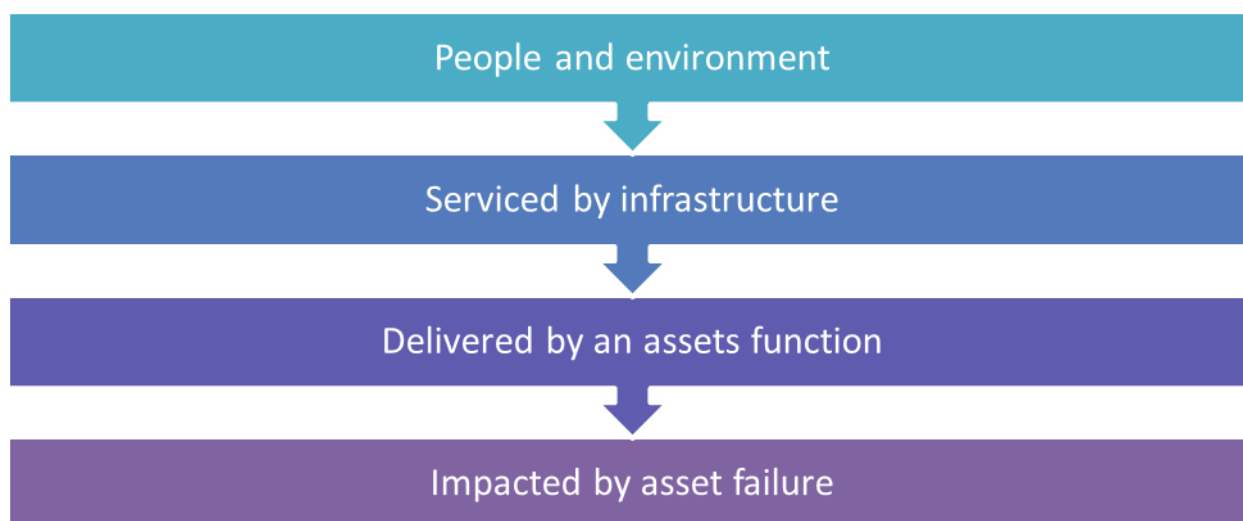 People and environment
Serviced by infrastructure
Delivered by an assets function
Impacted by asset failure